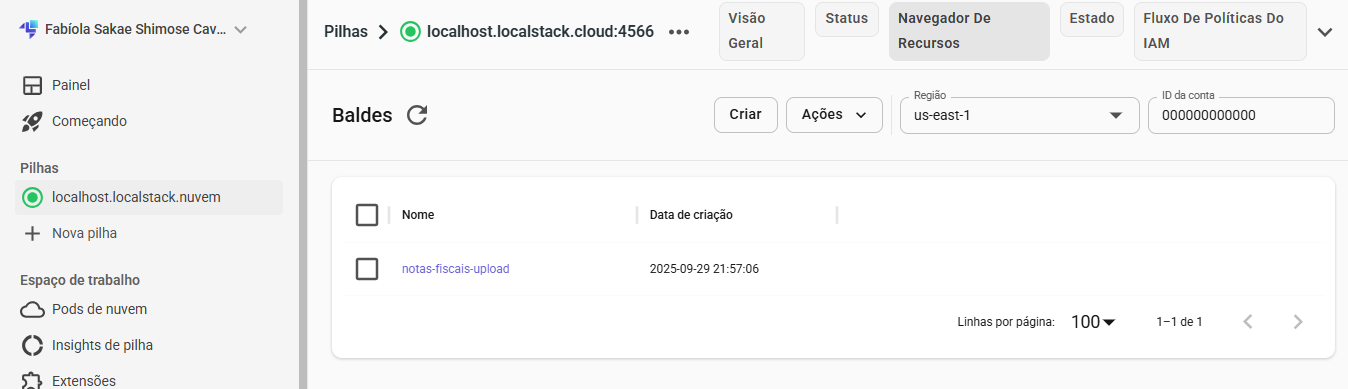 Fabíola Sakae Shimose Cav...
Painel
Começando
Pilhas
localhost.localstack.nuvem
Nova pilha
Espaço de trabalho
Pods de nuvem
Insights de pilha
Extensões
Pilhas
localhost.localstack.cloud:4566
Visão
Geral
Status
Navegador De
Recursos
Estado
Fluxo De Políticas Do
IAM
Baldes
Criar
Ações
Região
us-east-1
ID da conta
000000000000
Nome
Data de criação
notas-fiscais-upload
2025-09-29 21:57:06
Linhas por página:
100
1–1 de 1